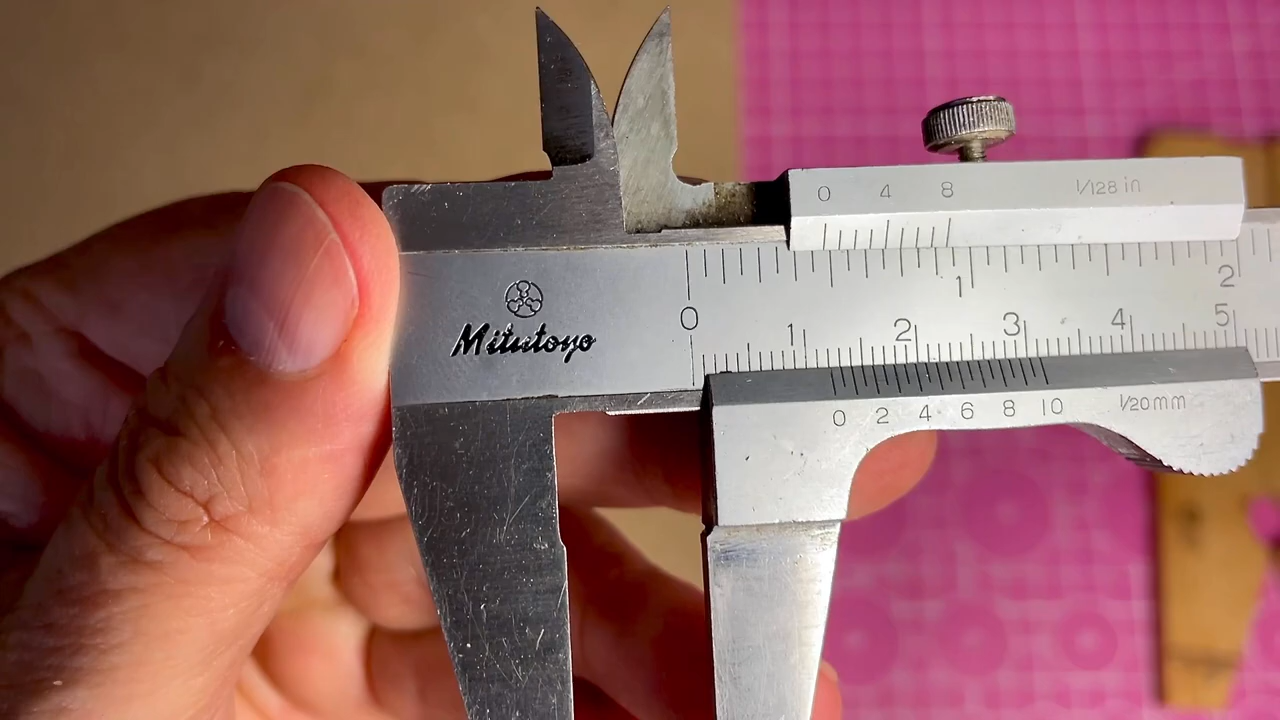 0 4 8 1/128 in
1 2
Mitutoyo
0 1 2 3 4 5
0 2 4 6 8 10 1/20mm